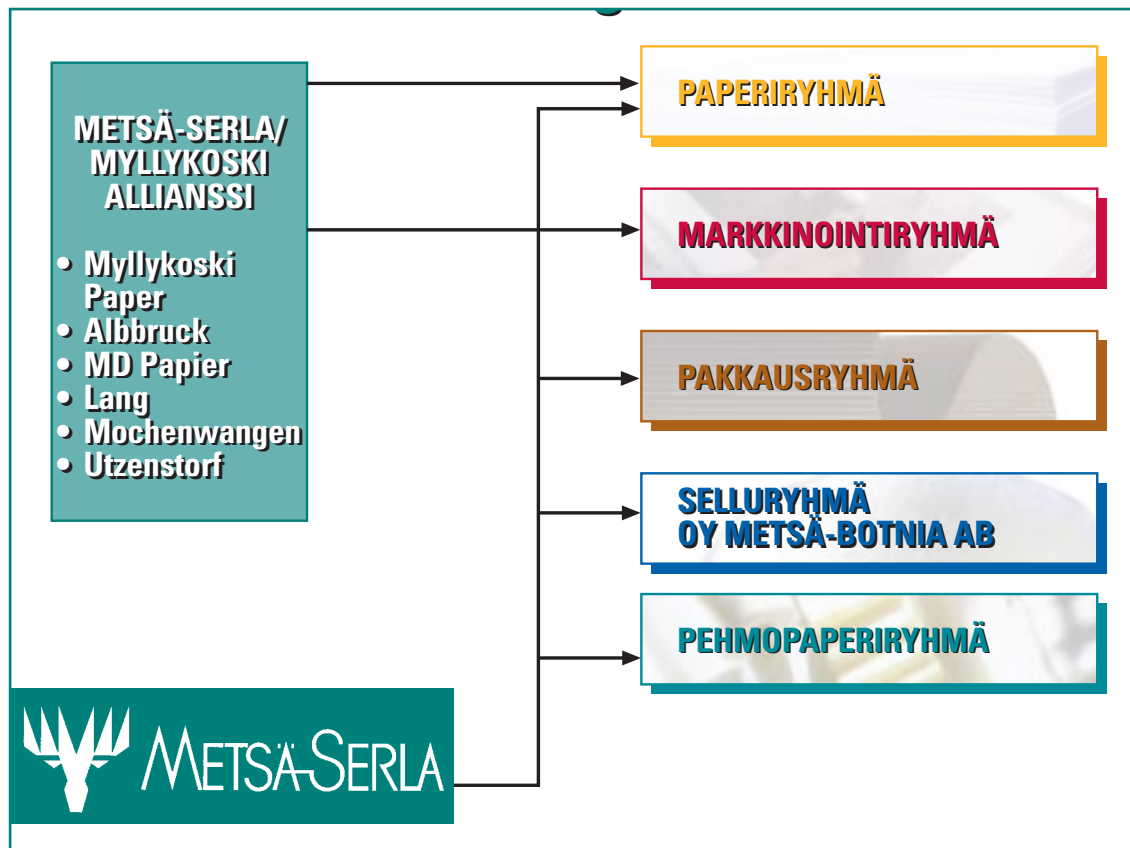 METSÄ-SERLA/
MYLLYKOSKI
ALLIANSSI
• Myllykoski
Paper
• Albbruck
• MD Papier
• Lang
• Mochenwangen
• Utzenstorf
PAPERIRYHMÄ
MARKKINOINTIRYHMÄ
PAKKAUSRYHMÄ
SELLURYHMÄ
OY METSÄ-BOTNIA AB
PEHMOPAPERIRYHMÄ
METSÄ-SERLA